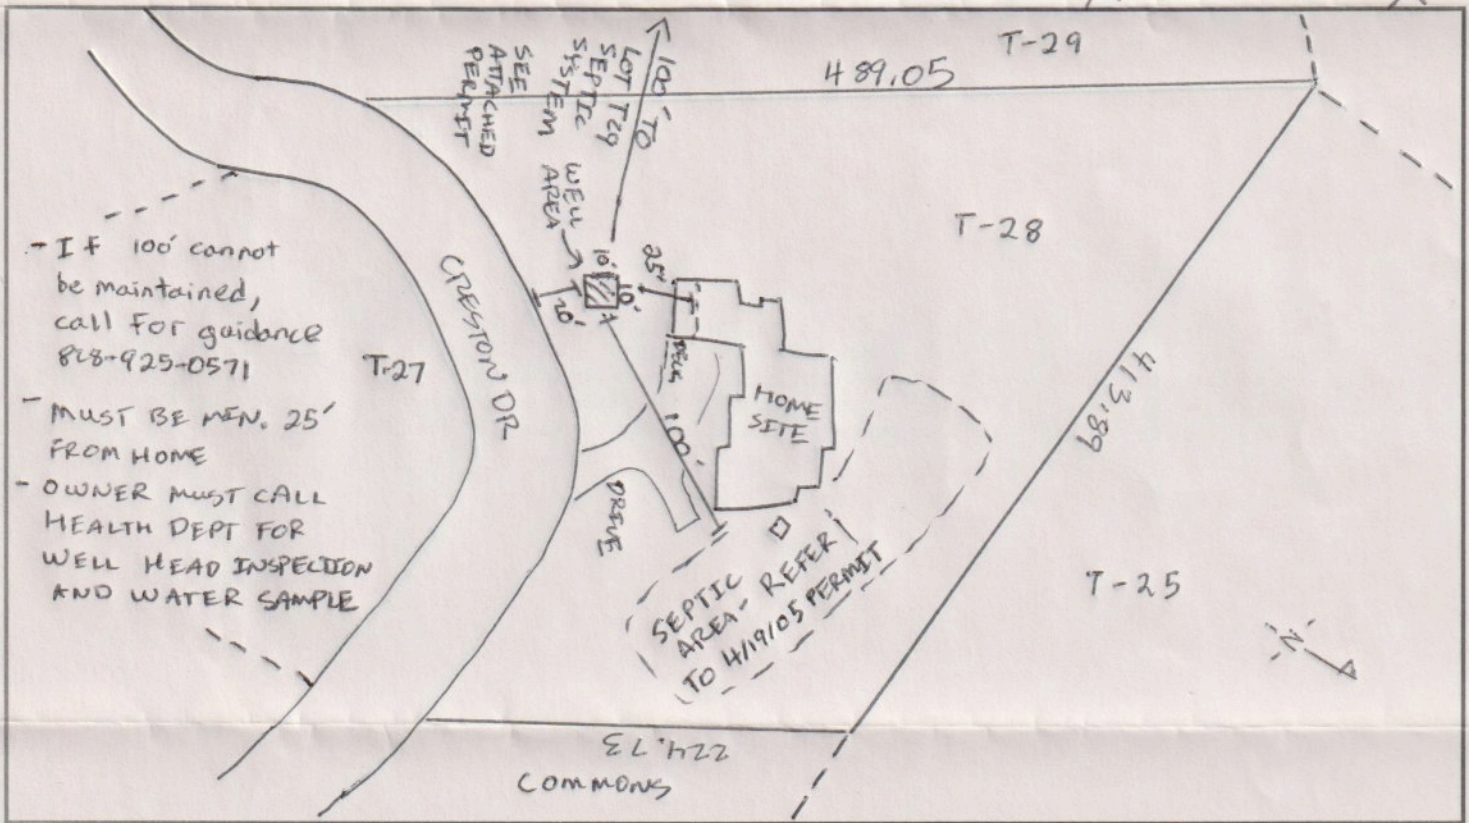 T-29
489.05
100' TO
LOT T29
SEPTIC
SYSTEM
SEE
ATTACHED
PERMIT
WELL
AREA
10'
10'
25'
20'
T-28
- If 100' cannot
be maintained,
call for guidance
828-925-0571
- MUST BE MIN. 25'
FROM HOME
- OWNER MUST CALL
HEALTH DEPT FOR
WELL HEAD INSPECTION
AND WATER SAMPLE
T-27
CRESTON DR
DECK
100'
HOME
SITE
DRIVE
413.89
SEPTIC
AREA- REFER
TO 4/19/05 PERMIT
T-25
N
224.73
COMMONS